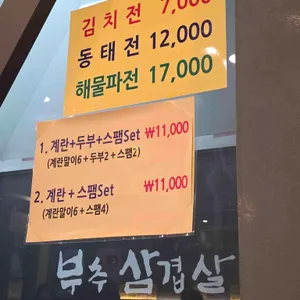 김치전 7,000
동태전 12,000
해물파전 17,000
1. 계란+두부+스팸Set ₩11,000
(계란말이6 + 두부2 + 스팸2)
2. 계란 + 스팸Set ₩11,000
(계란말이6 + 스팸4)
부추삼겹살